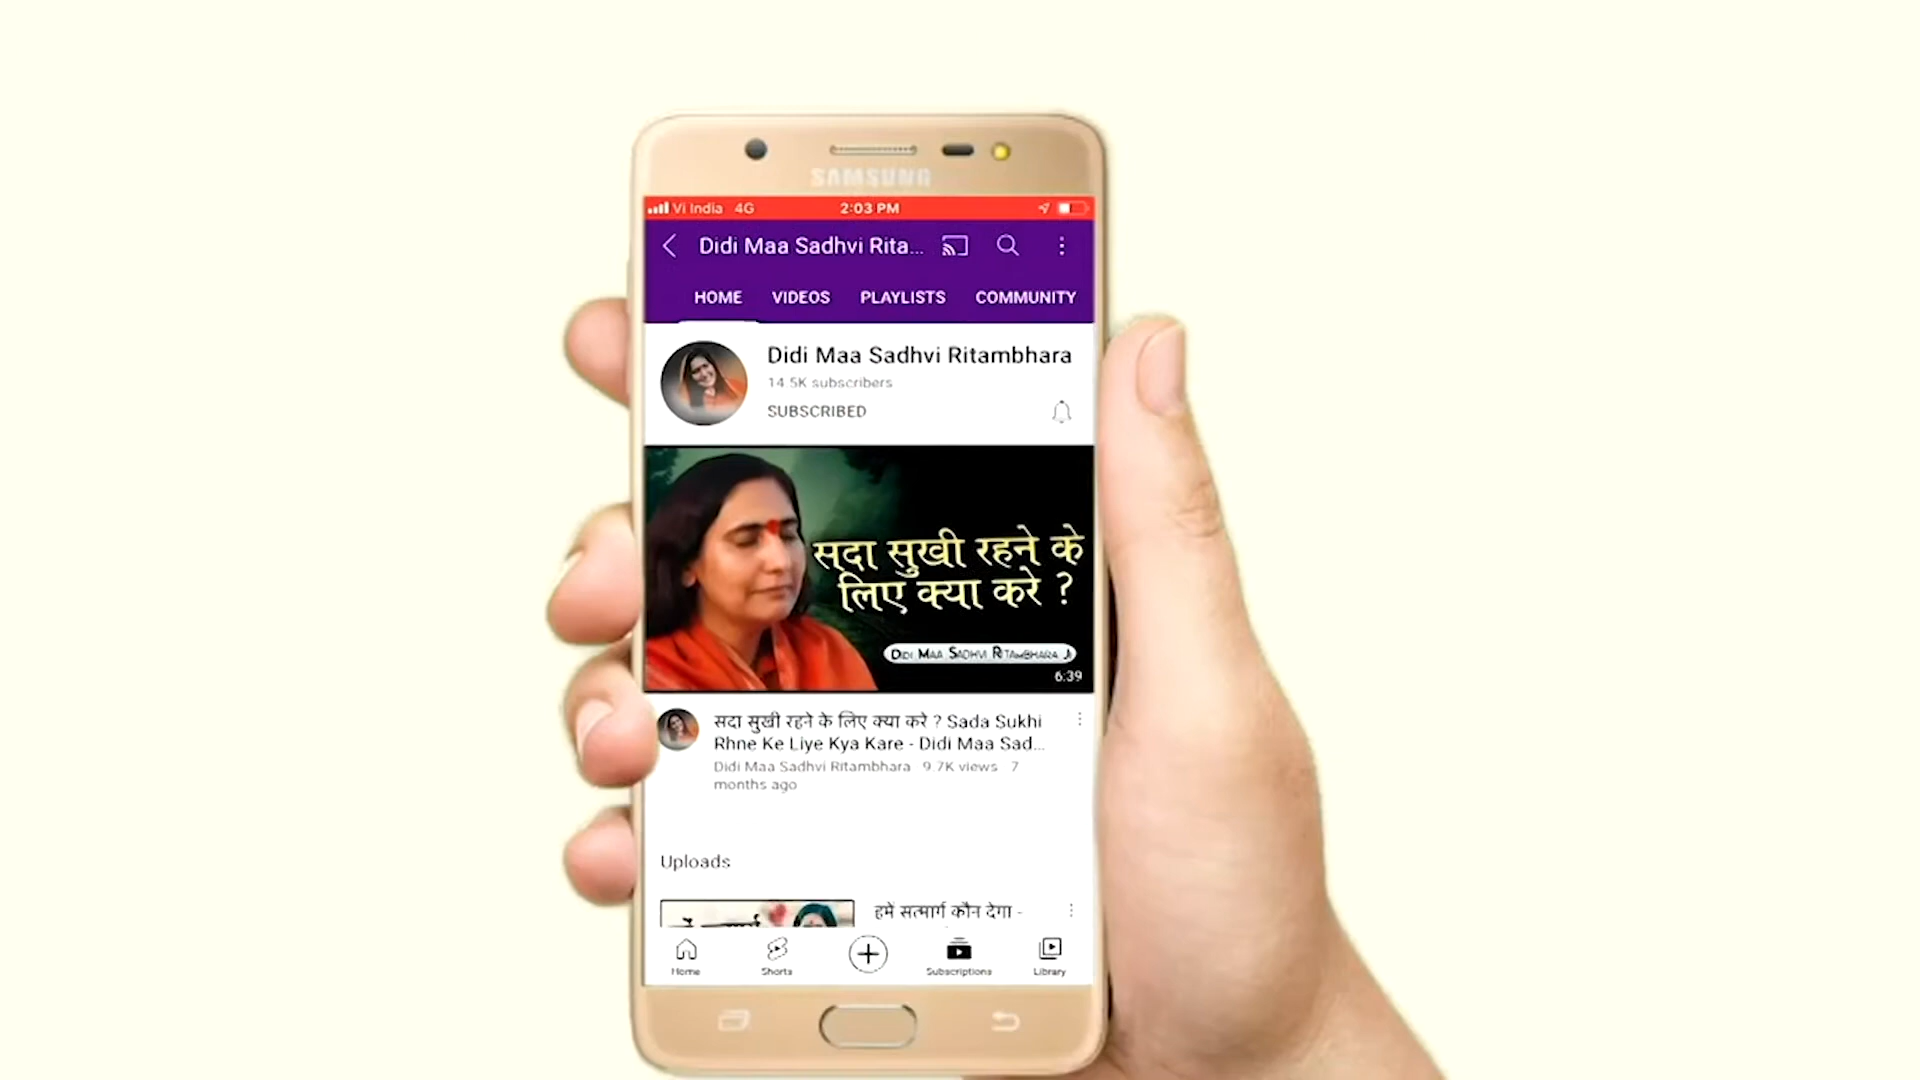 SAMSUNG
Vi India 4G 2:03 PM
Didi Maa Sadhvi Rita...
HOME VIDEOS PLAYLISTS COMMUNITY
Didi Maa Sadhvi Ritambhara
14.5K subscribers
SUBSCRIBED
सदा सुखी रहने के
लिए क्या करे ?
DIDI MAA SADHVI RITAMBHARA JI
6:39
सदा सुखी रहने के लिए क्या करे ? Sada Sukhi
Rhne Ke Liye Kya Kare - Didi Maa Sad...
Didi Maa Sadhvi Ritambhara 9.7K views 7
months ago
Uploads
हमें सत्मार्ग कौन देगा -
Home Shorts Subscriptions Library